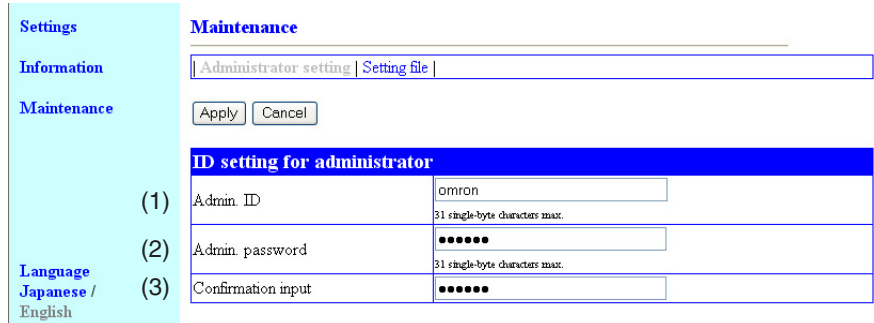 Settings
Information
Maintenance
Language
Japanese /
English
Maintenance
| Administrator setting | Setting file |
Apply Cancel
ID setting for administrator
(1) Admin. ID omron
31 single-byte characters max.
(2) Admin. password ●●●●●●
31 single-byte characters max.
(3) Confirmation input ●●●●●●